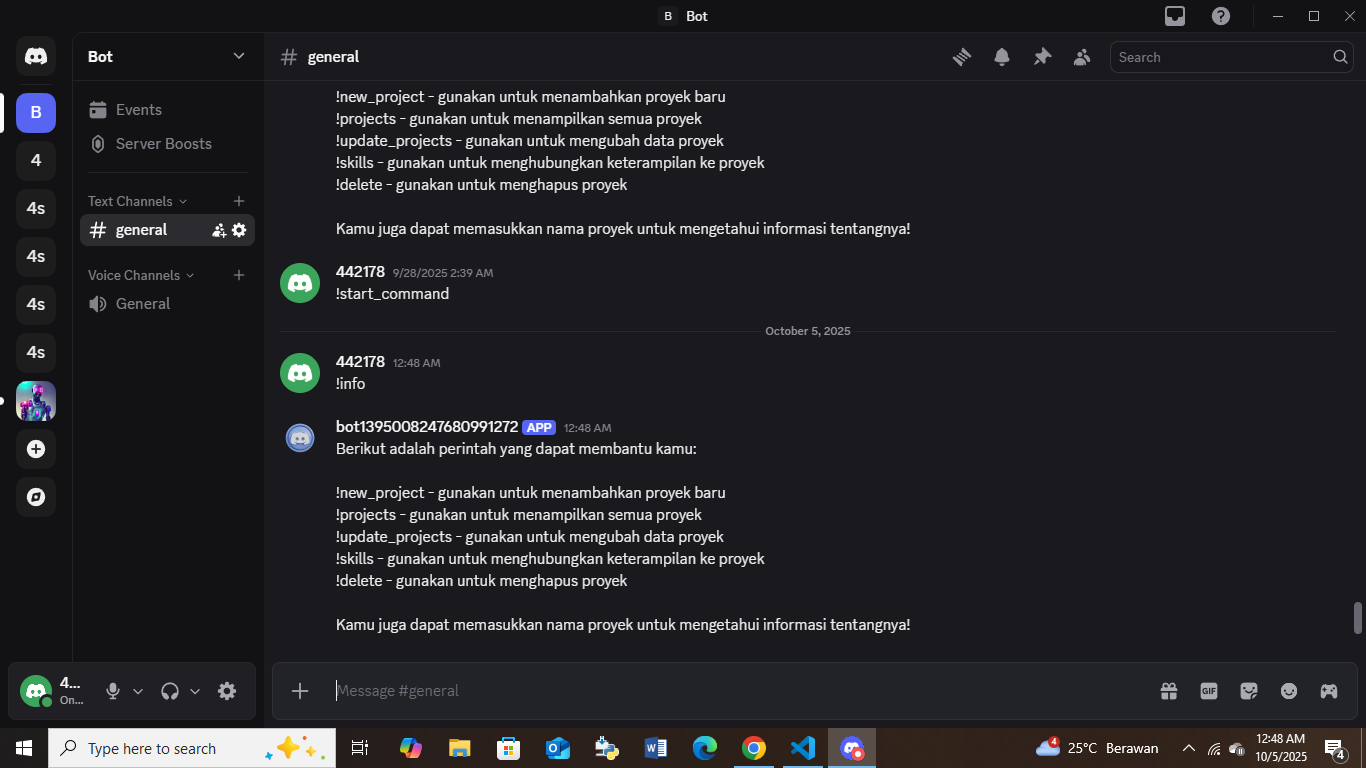 B Bot
Bot
# general
Search
Events
Server Boosts
Text Channels
# general
Voice Channels
General
B
4
4s
4s
4s
4s
!new_project - gunakan untuk menambahkan proyek baru
!projects - gunakan untuk menampilkan semua proyek
!update_projects - gunakan untuk mengubah data proyek
!skills - gunakan untuk menghubungkan keterampilan ke proyek
!delete - gunakan untuk menghapus proyek
Kamu juga dapat memasukkan nama proyek untuk mengetahui informasi tentangnya!
442178 9/28/2025 2:39 AM
!start_command
October 5, 2025
442178 12:48 AM
!info
bot1395008247680991272 APP 12:48 AM
Berikut adalah perintah yang dapat membantu kamu:
!new_project - gunakan untuk menambahkan proyek baru
!projects - gunakan untuk menampilkan semua proyek
!update_projects - gunakan untuk mengubah data proyek
!skills - gunakan untuk menghubungkan keterampilan ke proyek
!delete - gunakan untuk menghapus proyek
Kamu juga dapat memasukkan nama proyek untuk mengetahui informasi tentangnya!
4...
On...
Message #general
GIF
Type here to search
4
25°C Berawan
12:48 AM
10/5/2025
4